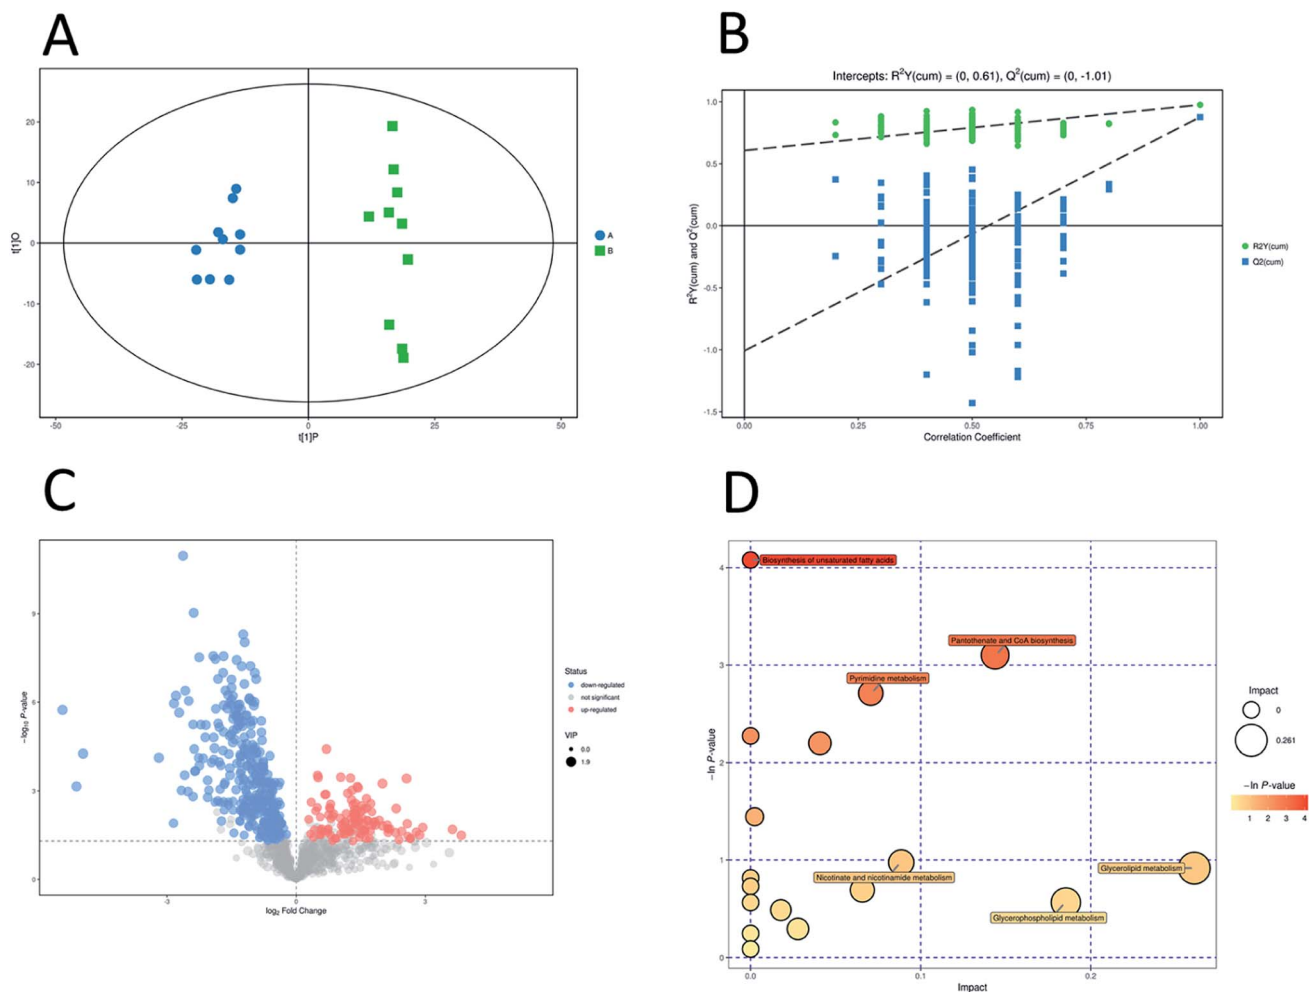 A
20
10
0
-10
-20
t[1]O
-50
-25
0
25
50
t[1]P
A
B
B
Intercepts: R²Y(cum) = (0, 0.61), Q²(cum) = (0, -1.01)
1.0
0.5
0.0
-0.5
-1.0
-1.5
R²Y(cum) and Q²(cum)
0.00
0.25
0.50
0.75
1.00
Correlation Coefficient
R2Y(cum)
Q2(cum)
C
9
6
3
0
−log₁₀ P-value
-3
0
3
log₂ Fold Change
Status
down-regulated
not significant
up-regulated
VIP
0.0
1.9
D
Biosynthesis of unsaturated fatty acids
Pantothenate and CoA biosynthesis
Pyrimidine metabolism
Nicotinate and nicotinamide metabolism
Glycerolipid metabolism
Glycerophospholipid metabolism
4
3
2
1
0
−ln P-value
0.0
0.1
0.2
Impact
Impact
0
0.261
−ln P-value
1 2 3 4